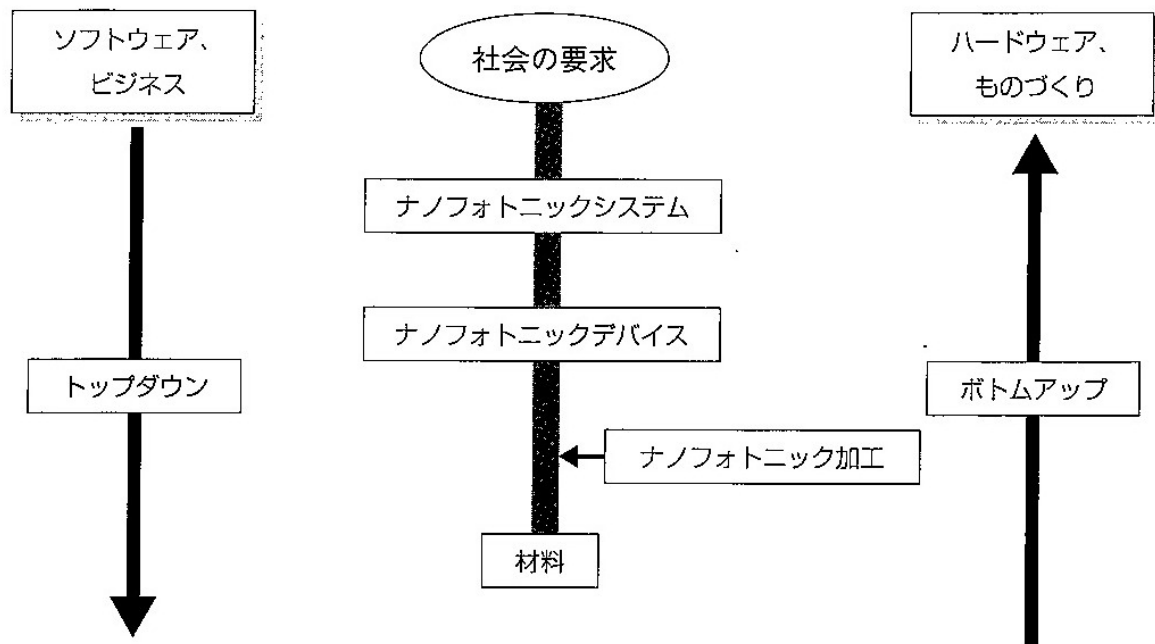 ソフトウェア、
ビジネス
社会の要求
ハードウェア、
ものづくり
ナノフォトニックシステム
ナノフォトニックデバイス
トップダウン
ボトムアップ
ナノフォトニック加工
材料